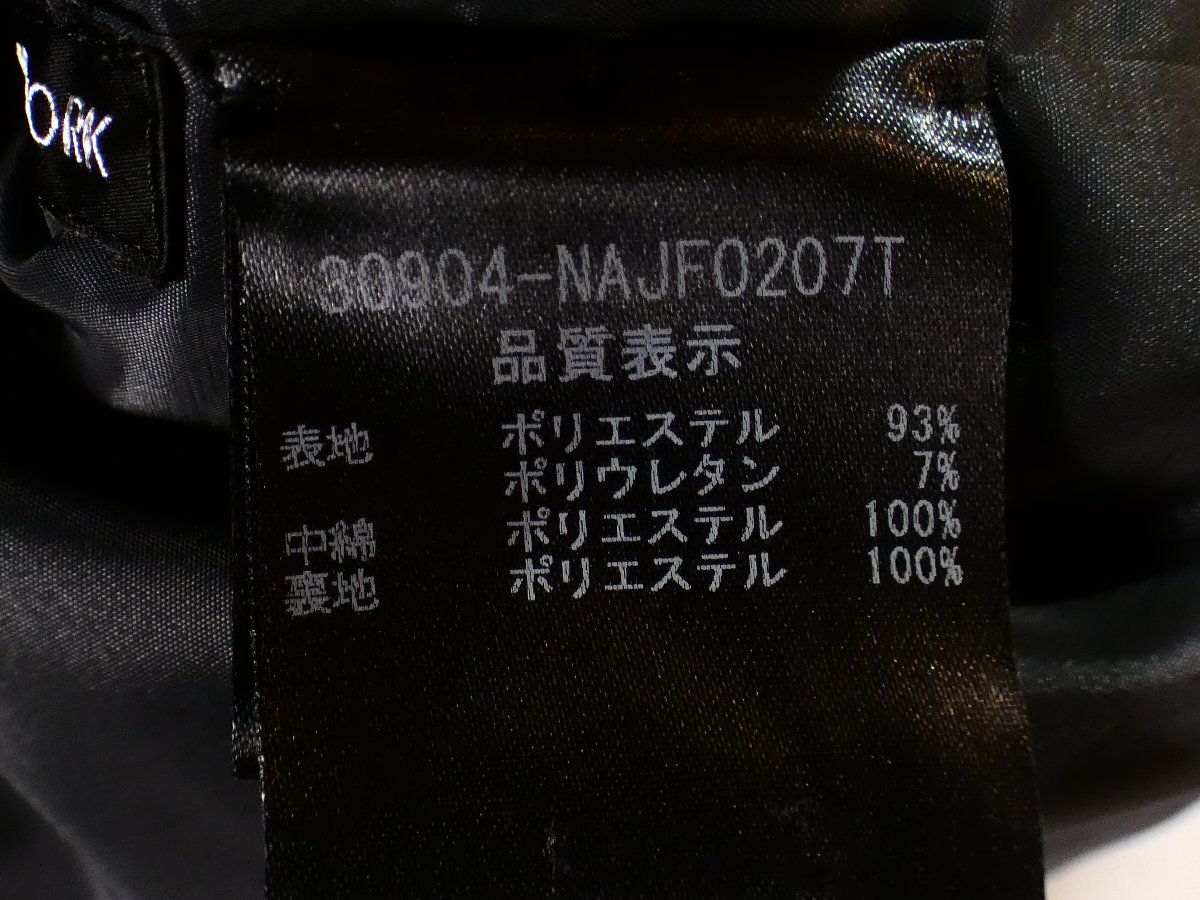 30904-NAJF0207T
品質表示
表地 ポリエステル 93%
ポリウレタン 7%
中綿 ポリエステル 100%
裏地 ポリエステル 100%